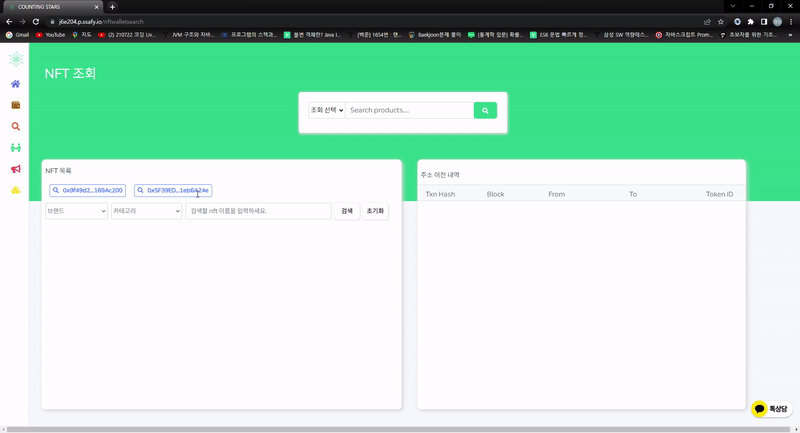 COUNTING STARS
j6e204.p.ssafy.io/nftwalletsearch
Gmail YouTube 지도 (2) 210722 코딩 Liv... JVM 구조와 자바... 프로그램의 스택과... 불변 객체란? Java I... [백준] 1654번 : 랜... Baekjoon문제 풀이 [통계학 입문] 확률... ES6 문법 빠르게 정... 삼성 SW 역량테스... 자바스크립트 Prom... 초보자를 위한 기초...
NFT 조회
조회 선택 Search products....
NFT 목록
0x9f49d2...169Ac200 0x5F39ED...1eb6A24e
브랜드 카테고리 검색할 nft 이름을 입력하세요. 검색 초기화
주소 이전 내역
Txn Hash Block From To Token ID
톡상담